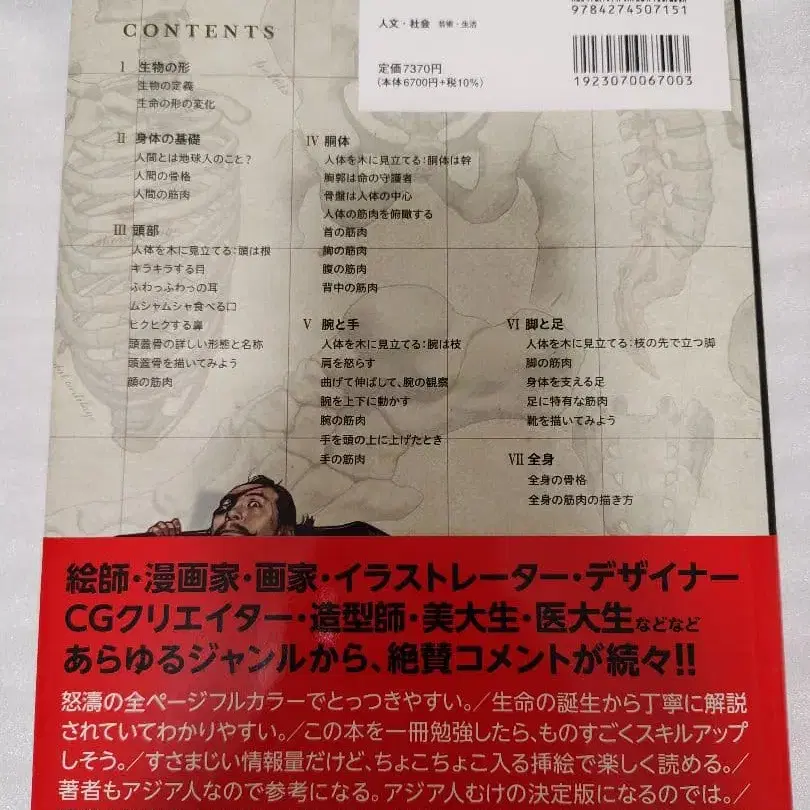 9784274507151
人文・社会 芸術・生活
定価7370円
(本体6700円+税10%)
1923070067003
CONTENTS
I 生物の形
生物の定義
生命の形の変化
II 身体の基礎
人間とは地球人のこと?
人間の骨格
人間の筋肉
III 頭部
人体を木に見立てる:頭は根
キラキラする目
ふわっふわっの耳
ムシャムシャ食べる口
ヒクヒクする鼻
頭蓋骨の詳しい形態と名称
頭蓋骨を描いてみよう
顔の筋肉
IV 胴体
人体を木に見立てる:胴体は幹
胸郭は命の守護者
骨盤は人体の中心
人体の筋肉を俯瞰する
首の筋肉
胸の筋肉
腹の筋肉
背中の筋肉
V 腕と手
人体を木に見立てる:腕は枝
肩を怒らす
曲げて伸ばして、腕の観察
腕を上下に動かす
腕の筋肉
手を頭の上に上げたとき
手の筋肉
VI 脚と足
人体を木に見立てる:枝の先で立つ脚
脚の筋肉
身体を支える足
足に特有な筋肉
靴を描いてみよう
VII 全身
全身の骨格
全身の筋肉の描き方
絵師・漫画家・画家・イラストレーター・デザイナー
CGクリエイター・造型師・美大生・医大生などなど
あらゆるジャンルから、絶賛コメントが続々!!
怒濤の全ページフルカラーでとっつきやすい。/生命の誕生から丁寧に解説
されていてわかりやすい。/この本を一冊勉強したら、ものすごくスキルアップ
しそう。/すさまじい情報量だけど、ちょこちょこ入る挿絵で楽しく読める。/
著者もアジア人なので参考になる。アジア人むけの決定版になるのでは。/